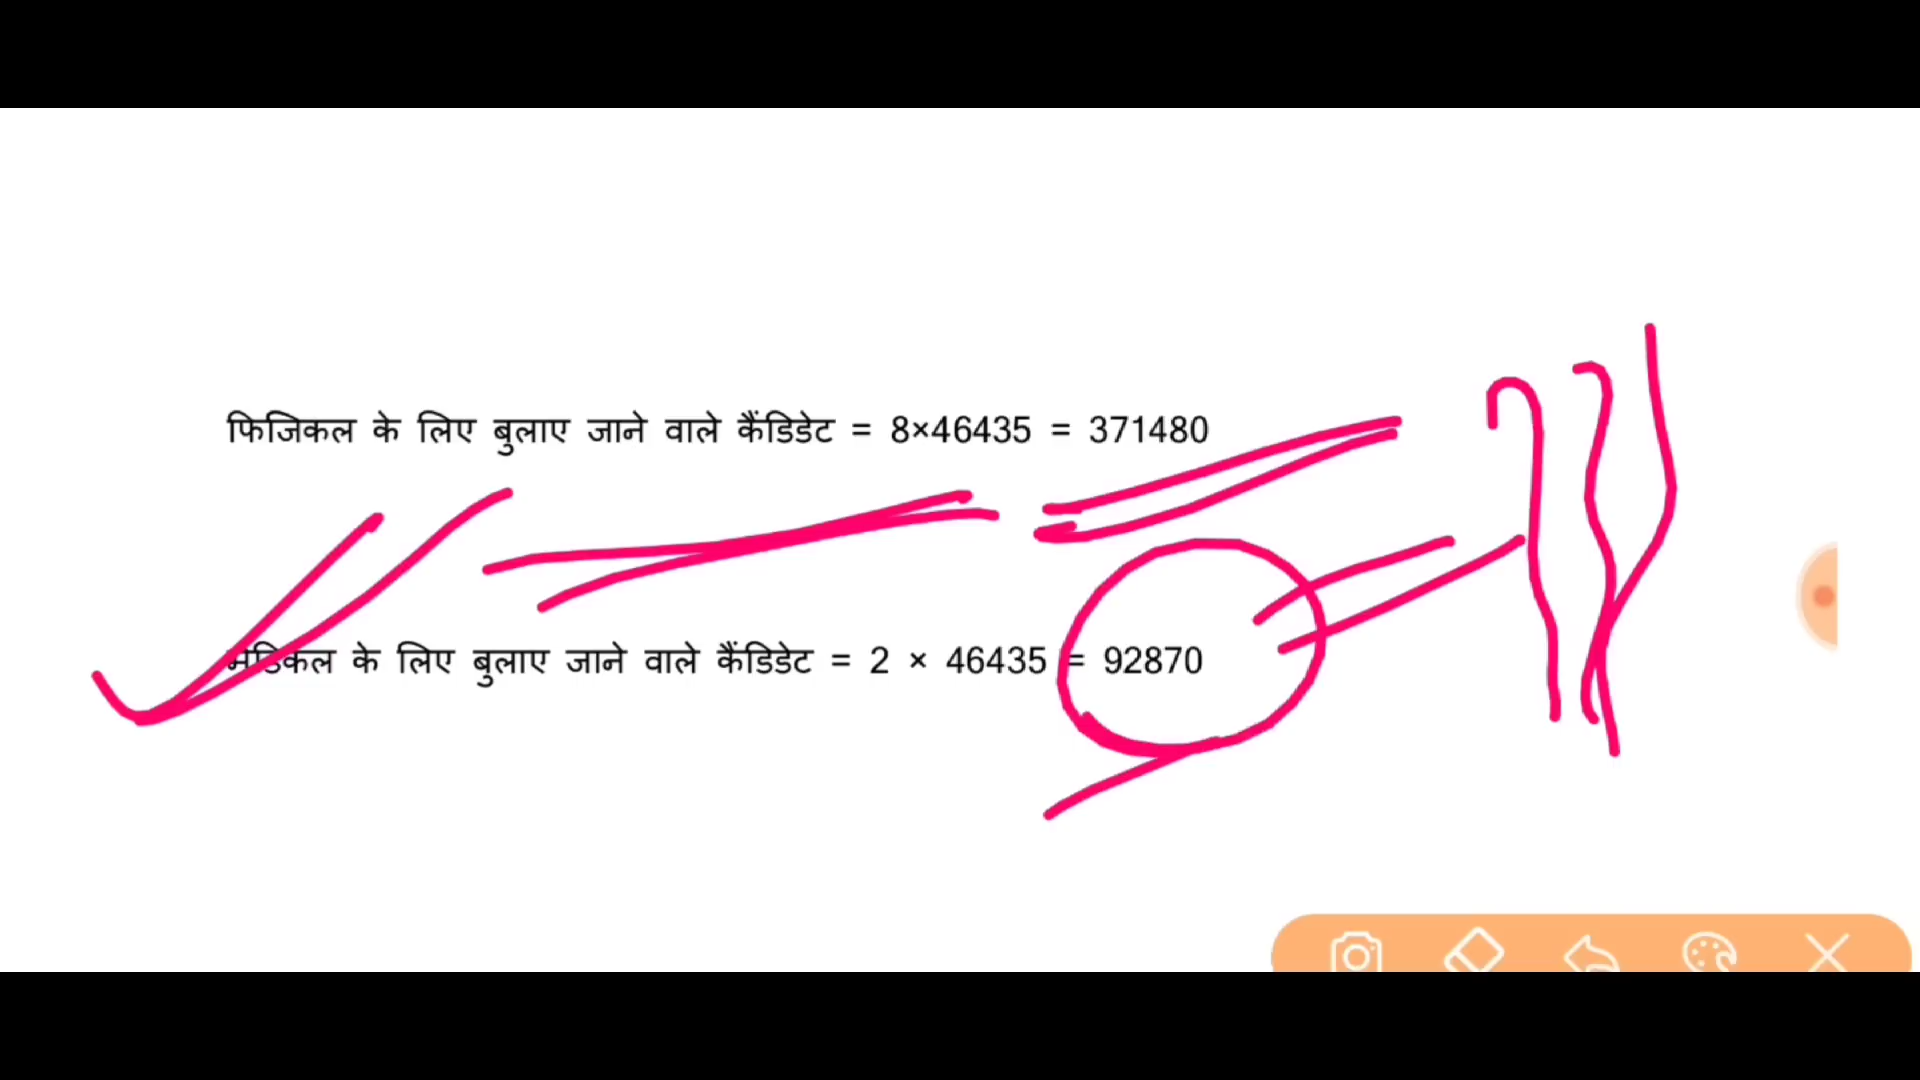 फिजिकल के लिए बुलाए जाने वाले कैंडिडेट = 8×46435 = 371480
मेडिकल के लिए बुलाए जाने वाले कैंडिडेट = 2 × 46435 = 92870